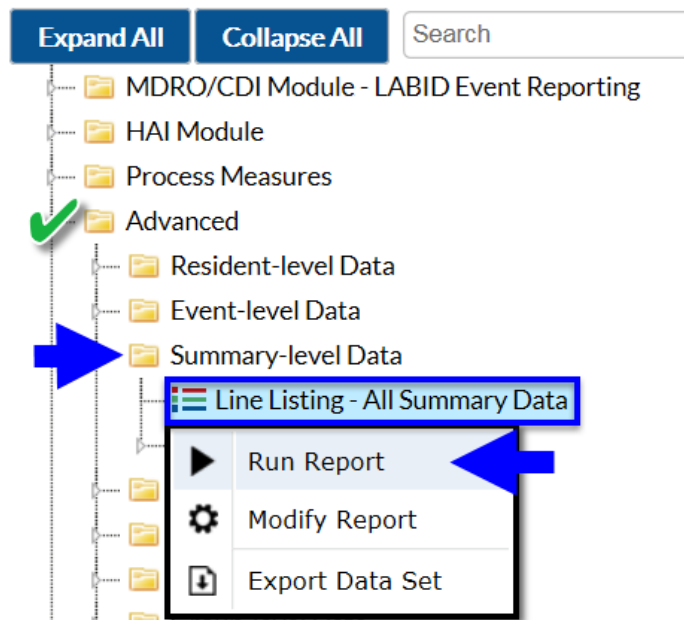 Expand All Collapse All Search
MDRO/CDI Module - LABID Event Reporting
HAI Module
Process Measures
Advanced
Resident-level Data
Event-level Data
Summary-level Data
Line Listing - All Summary Data
Run Report
Modify Report
Export Data Set